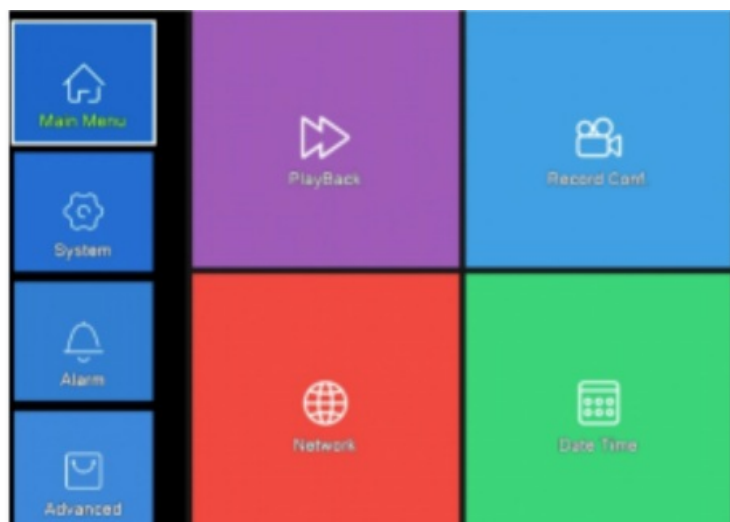 Main Menu
System
Alarm
Advanced
PlayBack
Record Conf.
Network
Date Time